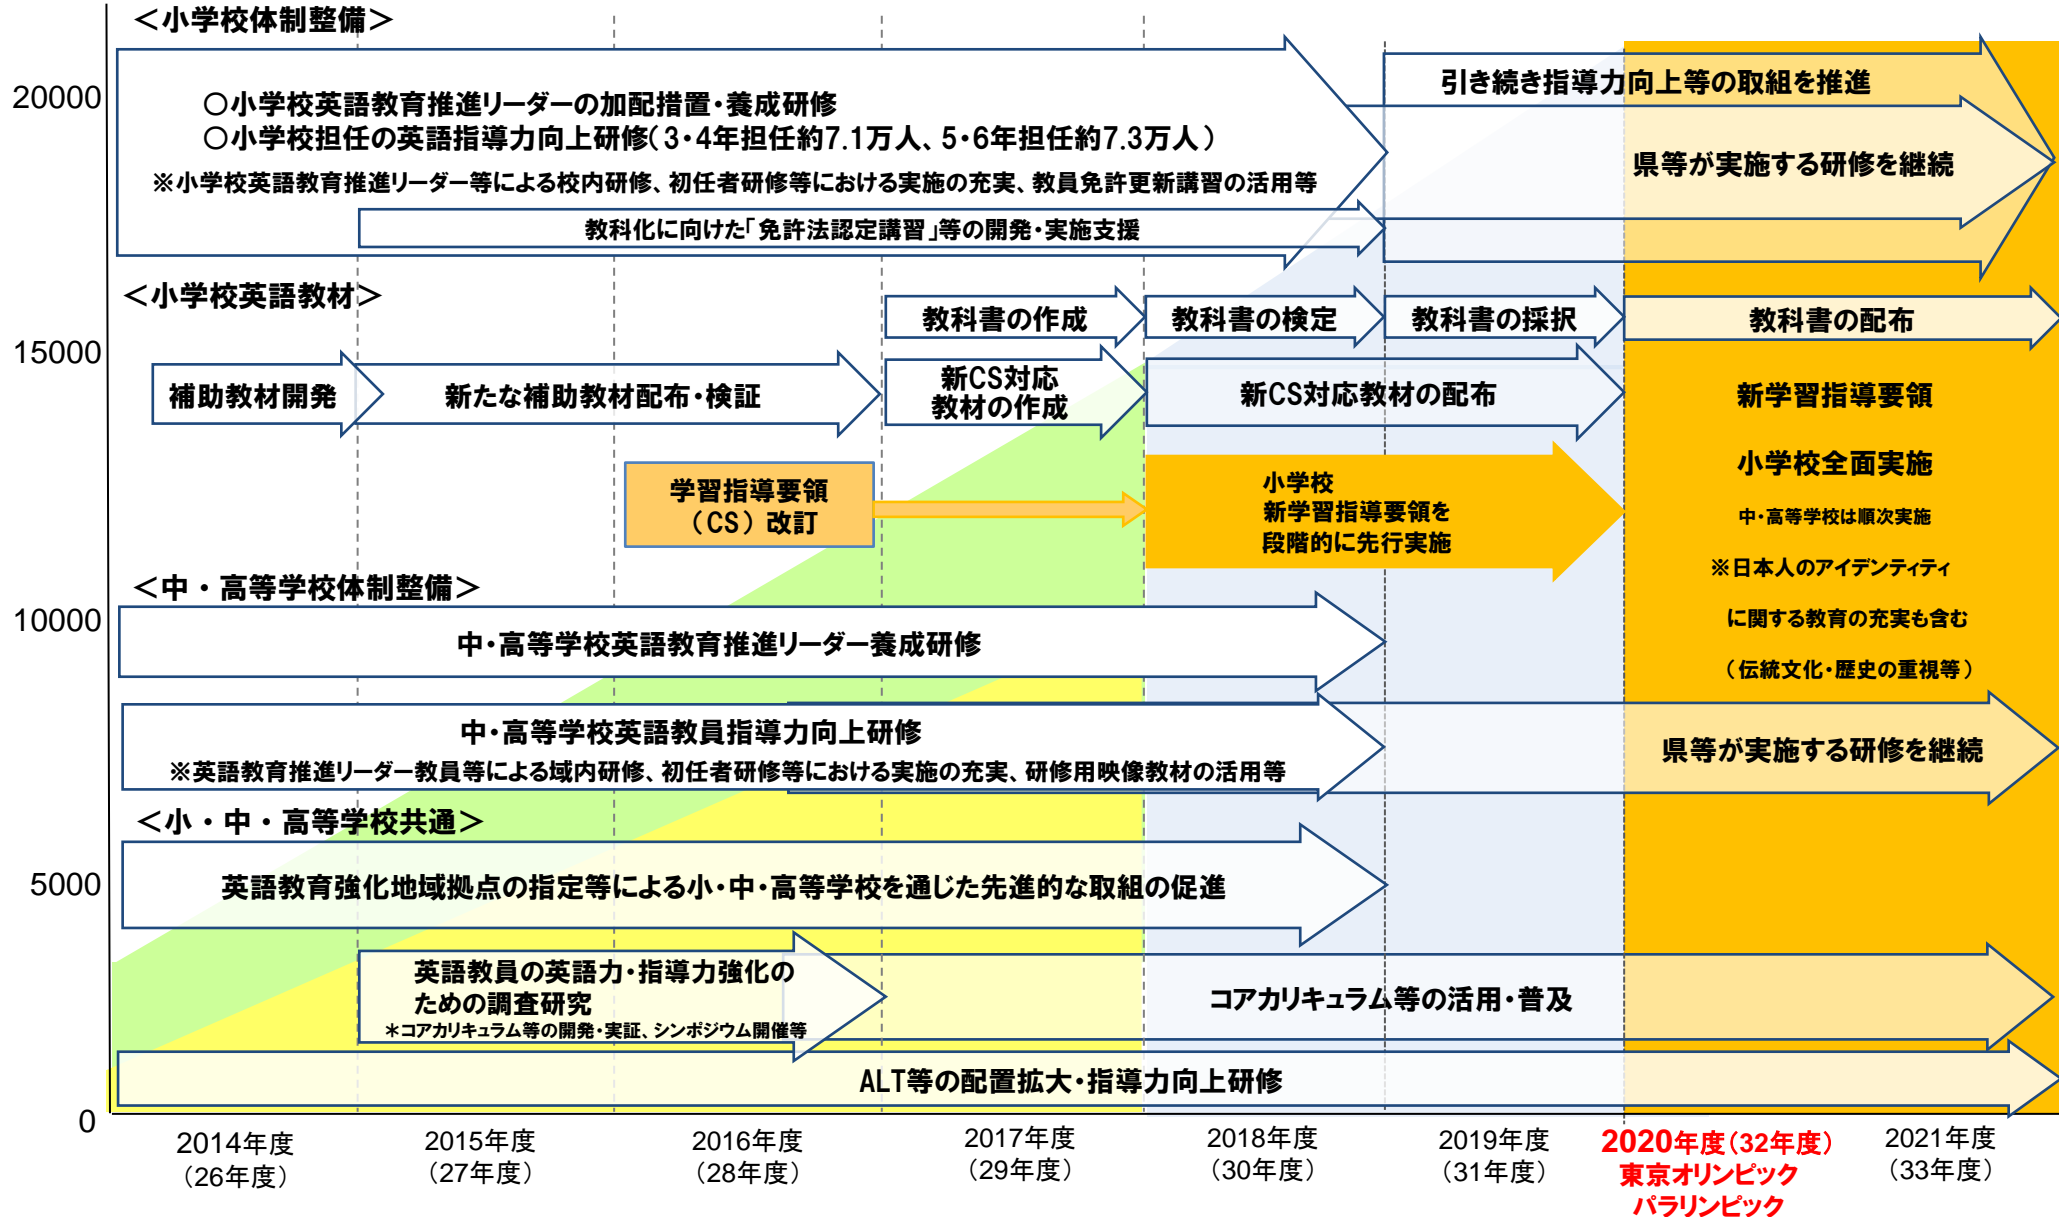 ＜小学校体制整備＞
20000
○小学校英語教育推進リーダーの加配措置・養成研修
○小学校担任の英語指導力向上研修（3・4年担任約7.1万人、5・6年担任約7.3万人）
※小学校英語教育推進リーダー等による校内研修、初任者研修等における実施の充実、教員免許更新講習の活用等
教科化に向けた「免許法認定講習」等の開発・実施支援
引き続き指導力向上等の取組を推進
県等が実施する研修を継続
＜小学校英語教材＞
教科書の作成
教科書の検定
教科書の採択
教科書の配布
15000
補助教材開発
新たな補助教材配布・検証
新CS対応
教材の作成
新CS対応教材の配布
新学習指導要領
小学校全面実施
中・高等学校は順次実施
※日本人のアイデンティティ
に関する教育の充実も含む
（伝統文化・歴史の重視等）
学習指導要領
（CS）改訂
小学校
新学習指導要領を
段階的に先行実施
＜中・高等学校体制整備＞
10000
中・高等学校英語教育推進リーダー養成研修
中・高等学校英語教員指導力向上研修
※英語教育推進リーダー教員等による域内研修、初任者研修等における実施の充実、研修用映像教材の活用等
県等が実施する研修を継続
＜小・中・高等学校共通＞
5000
英語教育強化地域拠点の指定等による小・中・高等学校を通じた先進的な取組の促進
英語教員の英語力・指導力強化の
ための調査研究
＊コアカリキュラム等の開発・実証、シンポジウム開催等
コアカリキュラム等の活用・普及
ALT等の配置拡大・指導力向上研修
0
2014年度
（26年度）
2015年度
（27年度）
2016年度
（28年度）
2017年度
（29年度）
2018年度
（30年度）
2019年度
（31年度）
2020年度（32年度）
東京オリンピック
パラリンピック
2021年度
（33年度）